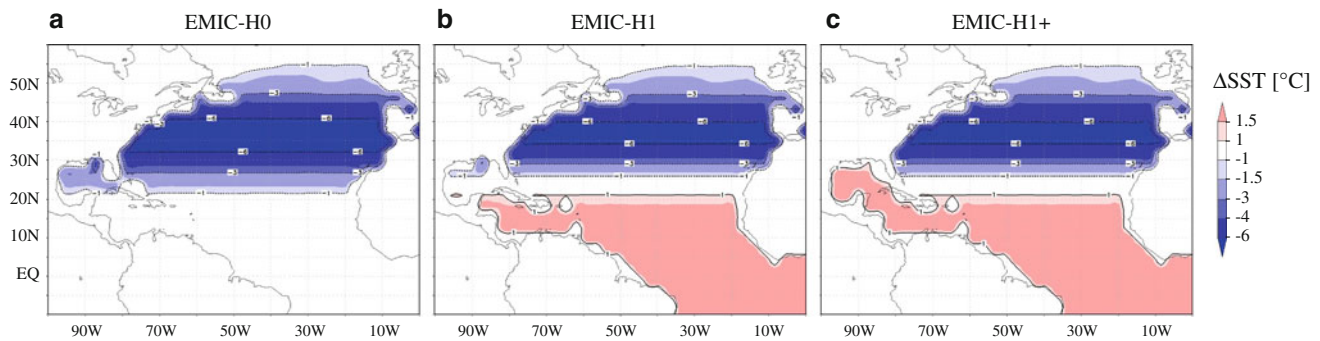 a EMIC-H0 b EMIC-H1 c EMIC-H1+
ΔSST [°C]
1.5
1
-1
-1.5
-3
-4
-6
50N
40N
30N
20N
10N
EQ
90W 70W 50W 30W 10W 90W 70W 50W 30W 10W 90W 70W 50W 30W 10W